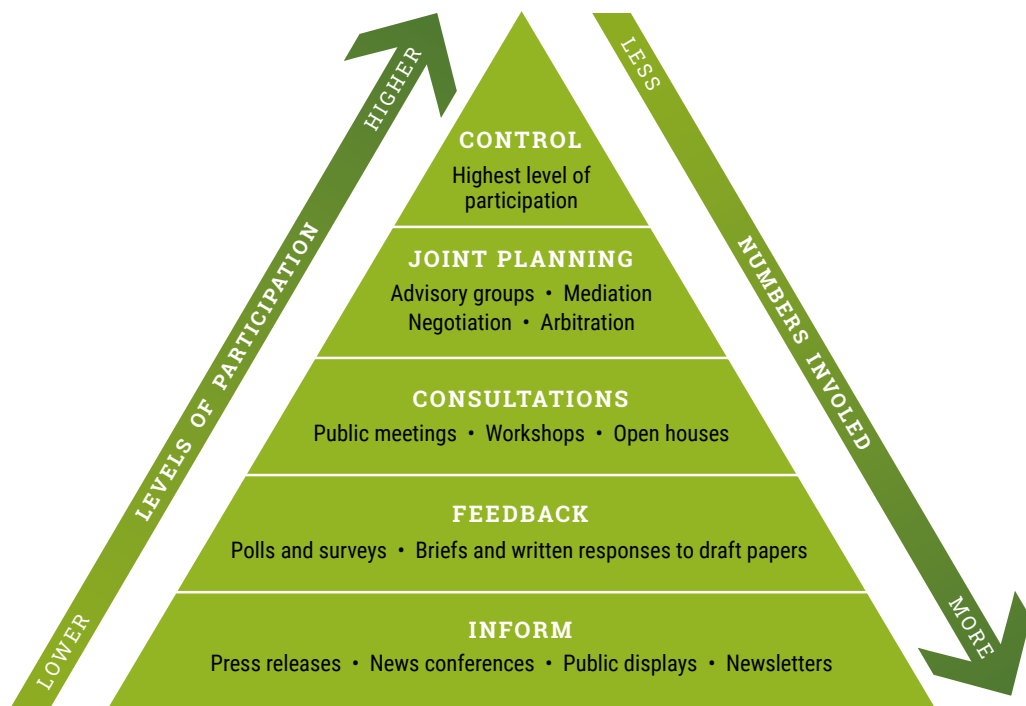 HIGHER
LEVELS OF PARTICIPATION
LOWER
LESS
NUMBERS INVOLED
MORE
CONTROL
Highest level of
participation
JOINT PLANNING
Advisory groups • Mediation
Negotiation • Arbitration
CONSULTATIONS
Public meetings • Workshops • Open houses
FEEDBACK
Polls and surveys • Briefs and written responses to draft papers
INFORM
Press releases • News conferences • Public displays • Newsletters